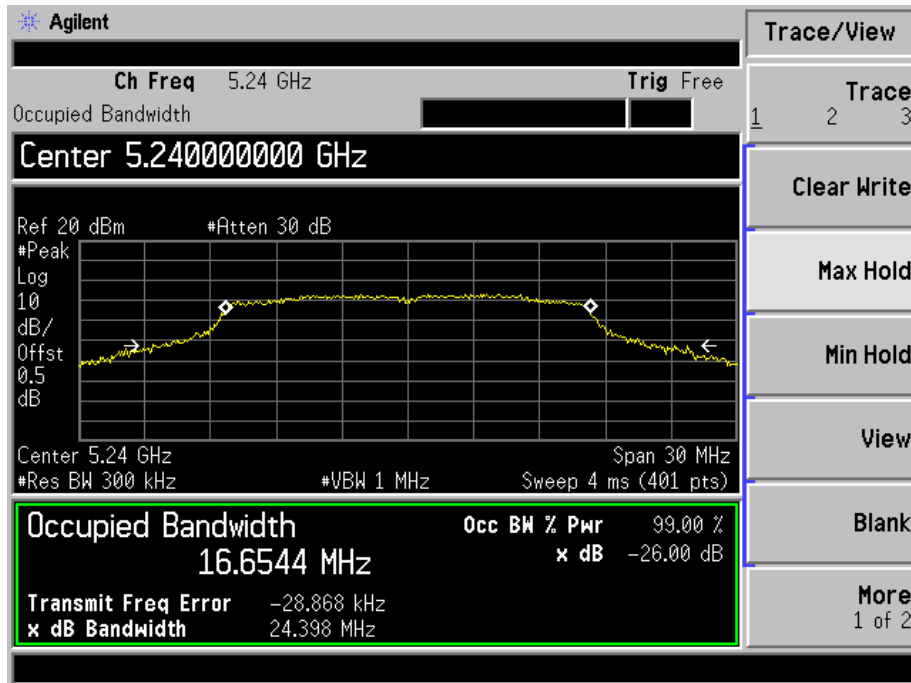 Agilent
Trace/View
Ch Freq 5.24 GHz Trig Free
Occupied Bandwidth
Trace
1 2 3
Center 5.240000000 GHz
Clear Write
Ref 20 dBm #Atten 30 dB
#Peak
Log
10
dB/
Offst
0.5
dB
Max Hold
Min Hold
View
Center 5.24 GHz Span 30 MHz
#Res BW 300 kHz #VBW 1 MHz Sweep 4 ms (401 pts)
Occupied Bandwidth Occ BW % Pwr 99.00 %
16.6544 MHz x dB -26.00 dB
Blank
Transmit Freq Error -28.868 kHz
x dB Bandwidth 24.398 MHz
More
1 of 2